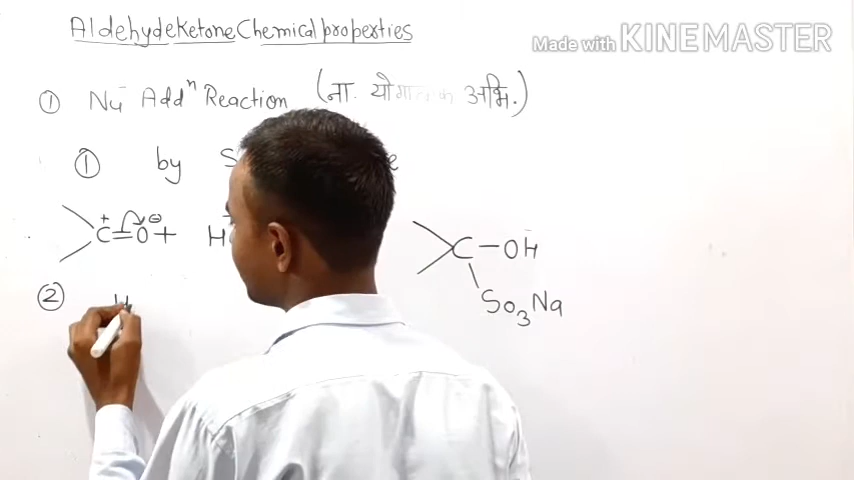 Aldehyde Ketone Chemical properties
Made with KINEMASTER
① Nu⁻ Addⁿ Reaction (ना. योगात्मक अभि.)
① by S
C=O + H
C-OH
SO₃Na
②